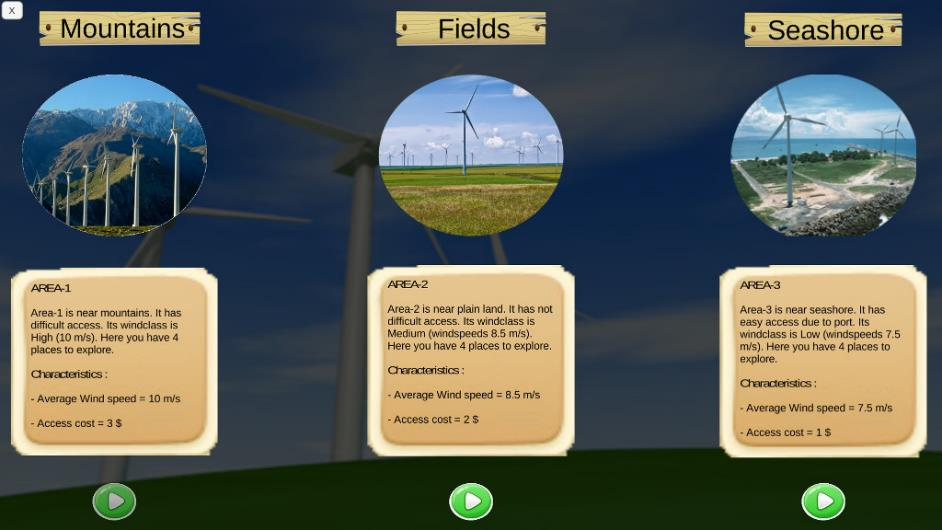 X
Mountains
Fields
Seashore
AREA-1
Area-1 is near mountains. It has
difficult access. Its windclass is
High (10 m/s). Here you have 4
places to explore.
Characteristics :
- Average Wind speed = 10 m/s
- Access cost = 3 $
AREA-2
Area-2 is near plain land. It has not
difficult access. Its windclass is
Medium (windspeeds 8.5 m/s).
Here you have 4 places to explore.
Characteristics :
- Average Wind speed = 8.5 m/s
- Access cost = 2 $
AREA-3
Area-3 is near seashore. It has
easy access due to port. Its
windclass is Low (windspeeds 7.5
m/s). Here you have 4 places to
explore.
Characteristics :
- Average Wind speed = 7.5 m/s
- Access cost = 1 $